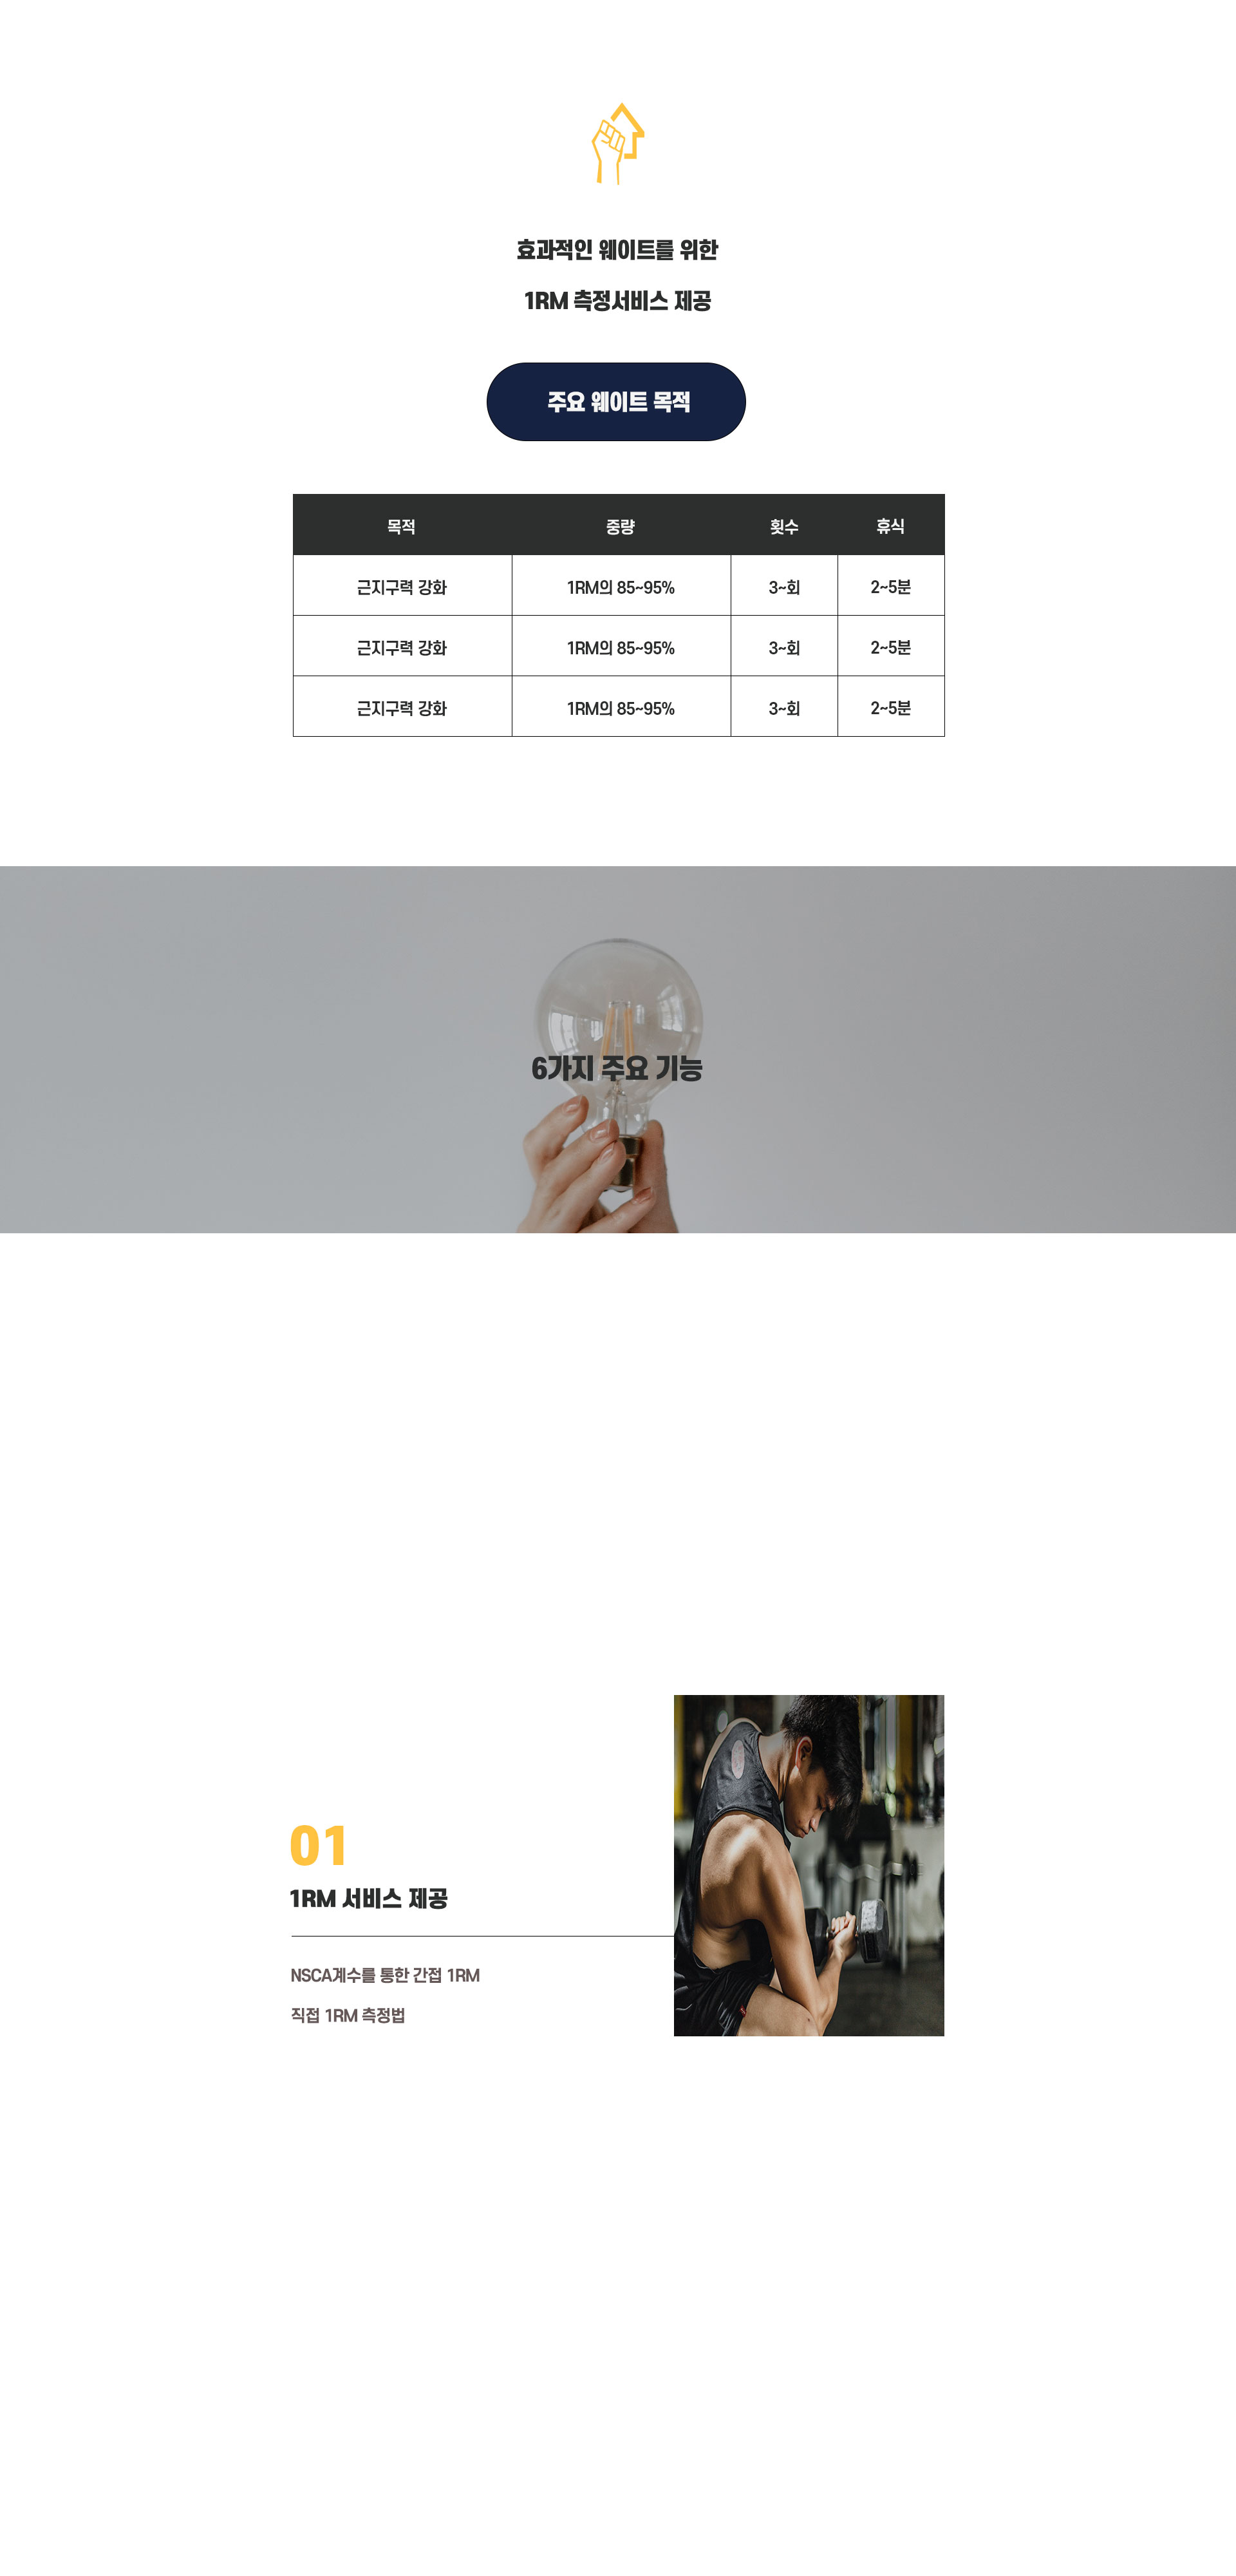 효과적인 웨이트를 위한
1RM 측정서비스 제공
주요 웨이트 목적
목적 중량 횟수 휴식
근지구력 강화 1RM의 85~95% 3~회 2~5분
근지구력 강화 1RM의 85~95% 3~회 2~5분
근지구력 강화 1RM의 85~95% 3~회 2~5분
6가지 주요 기능
01
1RM 서비스 제공
NSCA계수를 통한 간접 1RM
직접 1RM 측정법